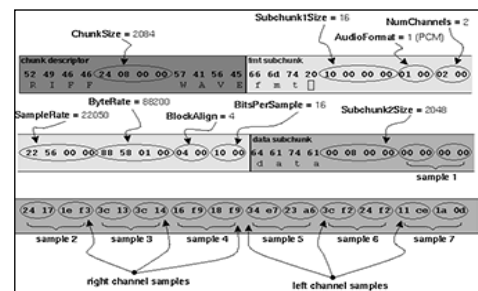 Subchunk1Size = 16
NumChannels = 2
ChunkSize = 2084
AudioFormat = 1 (PCM)
chunk descriptor
fmt subchunk
52 49 46 46 24 08 00 00 57 41 56 45 66 6d 74 20 10 00 00 00 01 00 02 00
R I F F W A V E f m t
ByteRate = 88200
BitsPerSample = 16
SampleRate = 22050
BlockAlign = 4
Subchunk2Size = 2048
data subchunk
22 56 00 00 88 58 01 00 04 00 10 00 64 61 74 61 00 08 00 00 00 00 00 00
d a t a
sample 1
24 17 1e f3 3c 13 3c 14 16 f9 18 f9 34 e7 23 a6 3c f2 24 f2 11 ce 1a 0d
sample 2 sample 3 sample 4 sample 5 sample 6 sample 7
right channel samples left channel samples